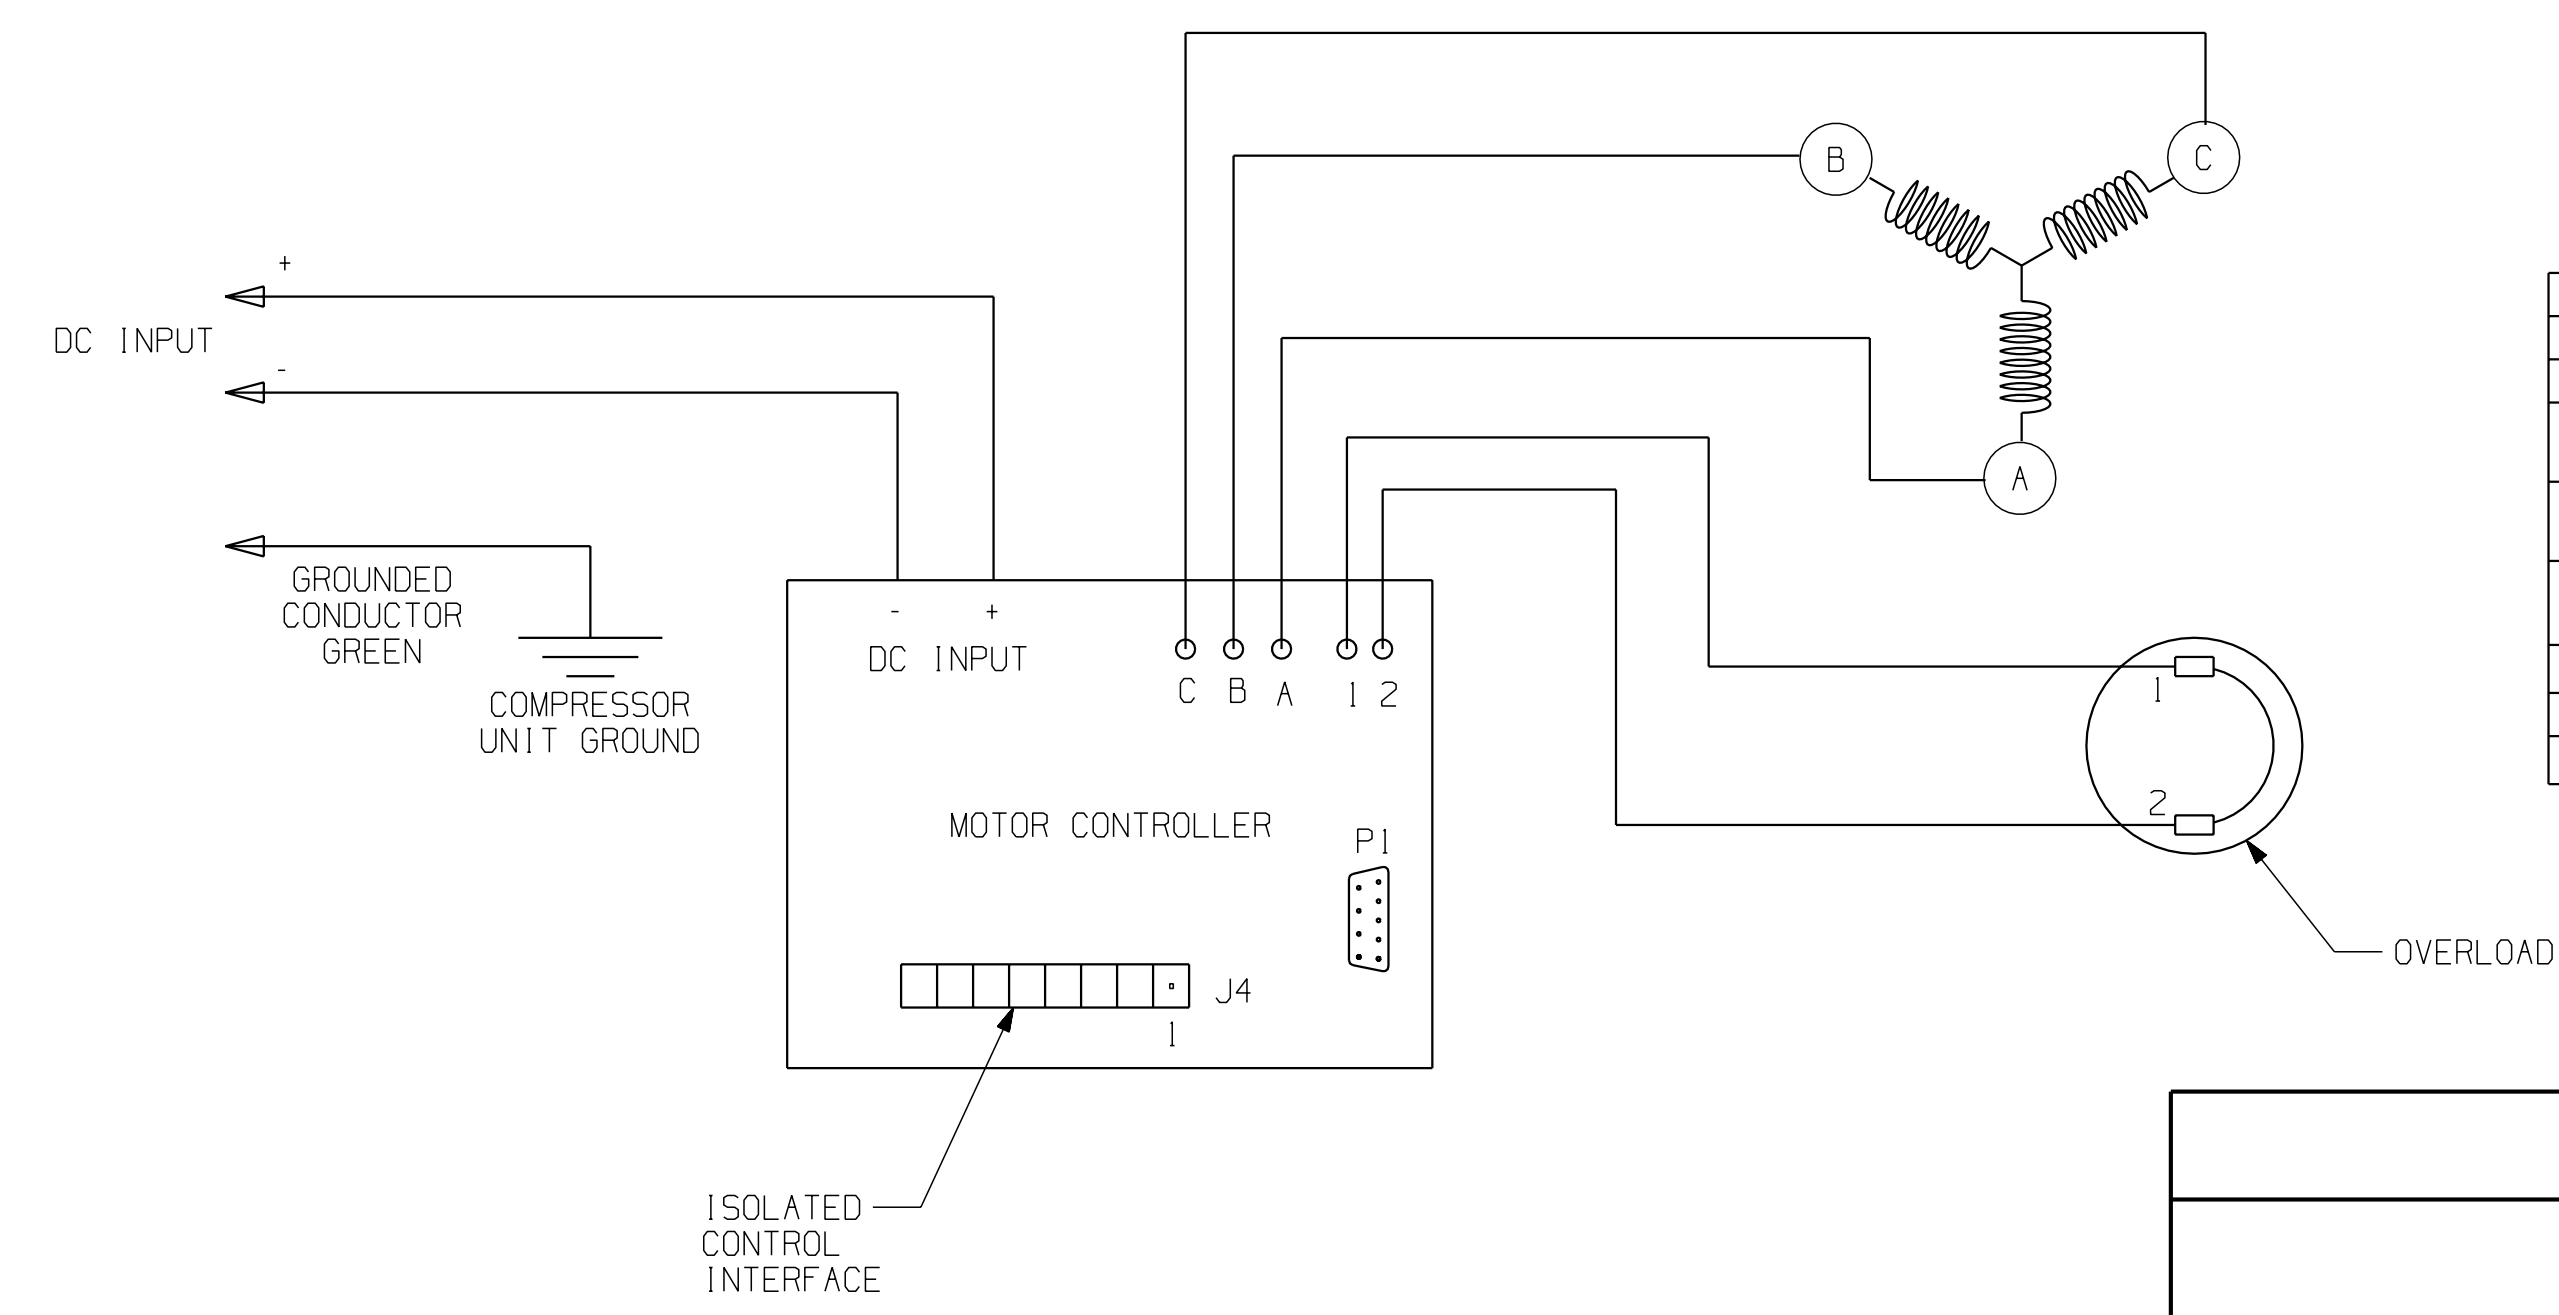 B
C
+
DC INPUT
-
A
GROUNDED
CONDUCTOR
GREEN
COMPRESSOR
UNIT GROUND
- +
DC INPUT
C B A 1 2
MOTOR CONTROLLER
P1
J4
1
1
2
OVERLOAD
ISOLATED
CONTROL
INTERFACE